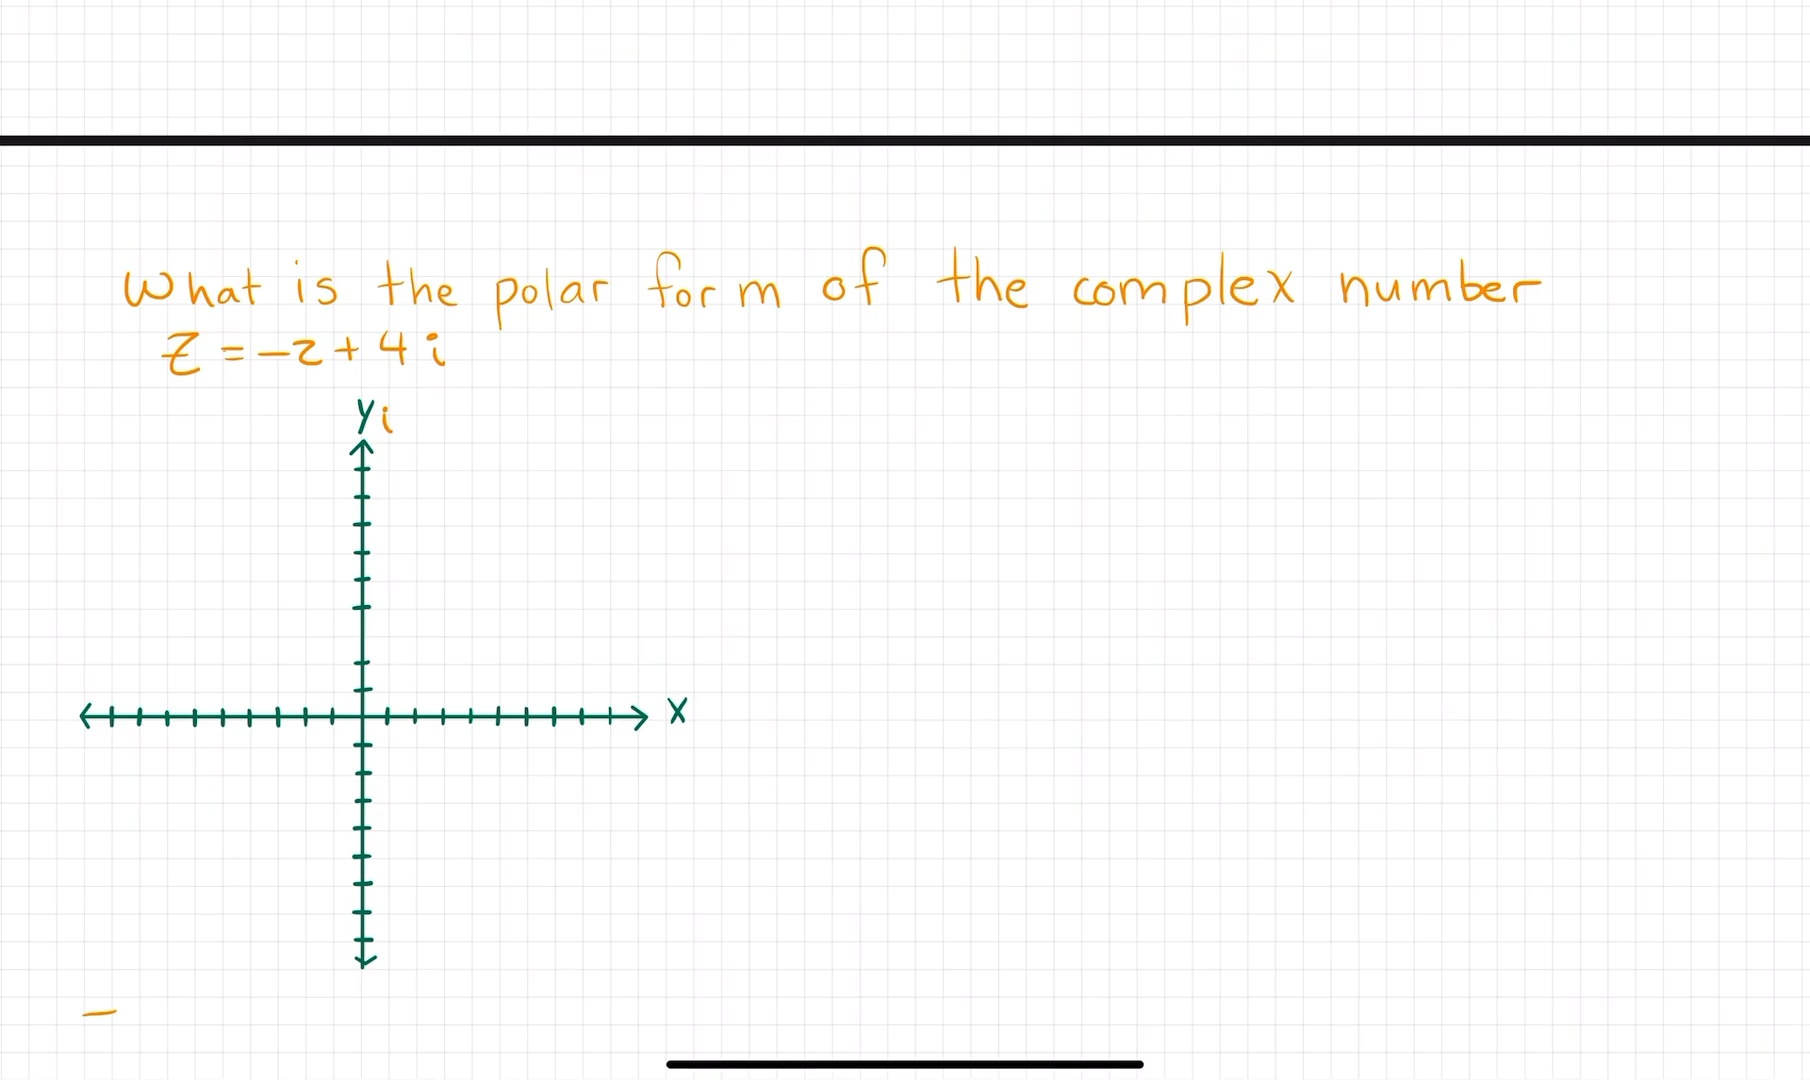 What is the polar form of the complex number
z = -2 + 4i
yi
x
-